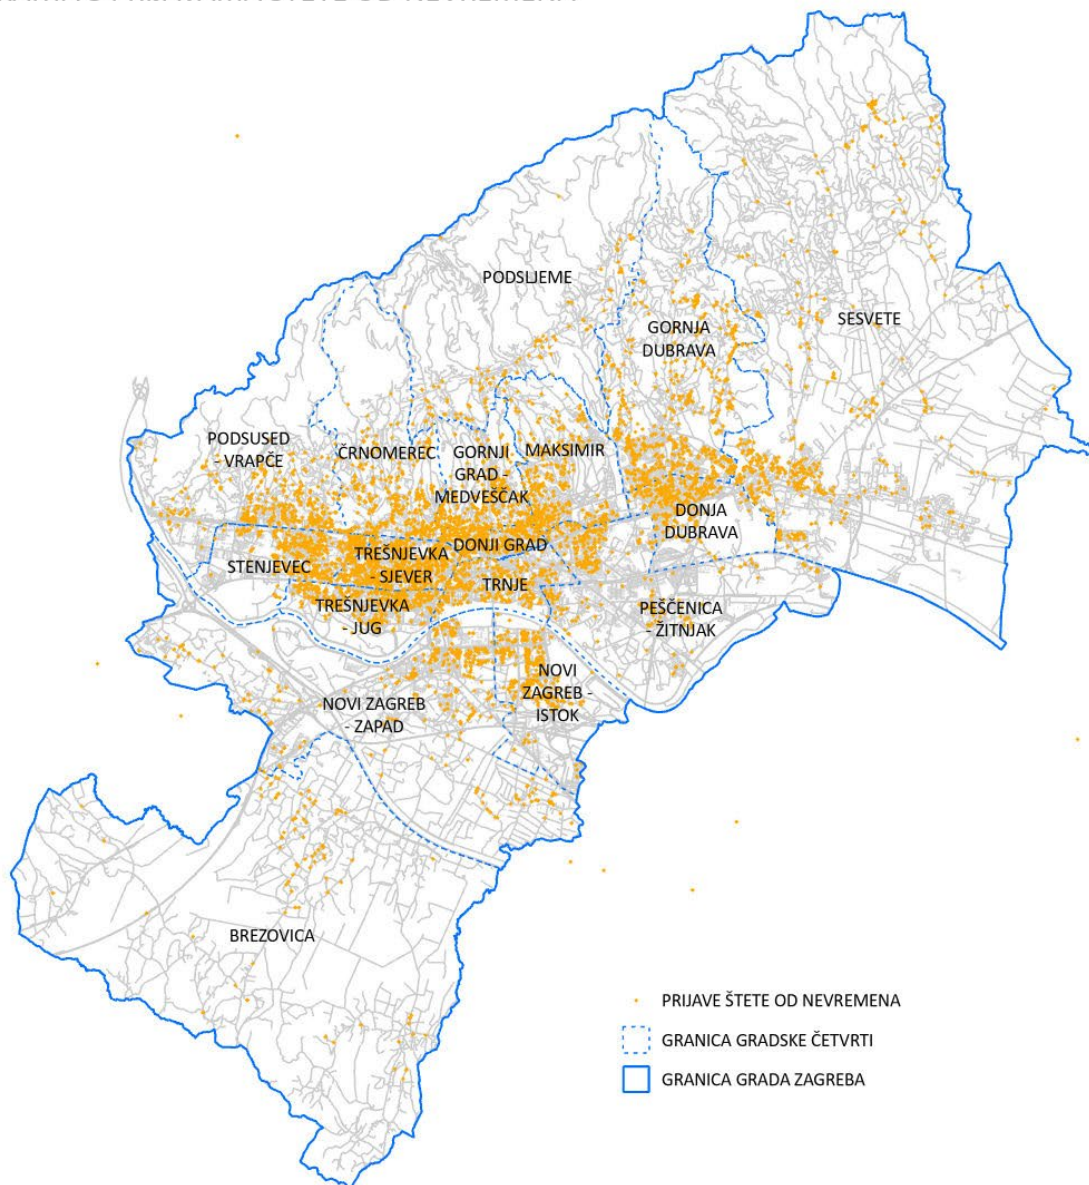 PODSLJEME
SESVETE
GORNJA
DUBRAVA
PODSUSED
- VRAPČE
ČRNOMEREC
GORNJI
GRAD -
MEDVEŠČAK
MAKSIMIR
DONJA
DUBRAVA
DONJI GRAD
TREŠNJEVKA
- SJEVER
STENJEVEC
TRNJE
TREŠNJEVKA
- JUG
PEŠČENICA
- ŽITNJAK
NOVI
ZAGREB -
ISTOK
NOVI ZAGREB
- ZAPAD
BREZOVICA
PRIJAVE ŠTETE OD NEVREMENA
GRANICA GRADSKE ČETVRTI
GRANICA GRADA ZAGREBA